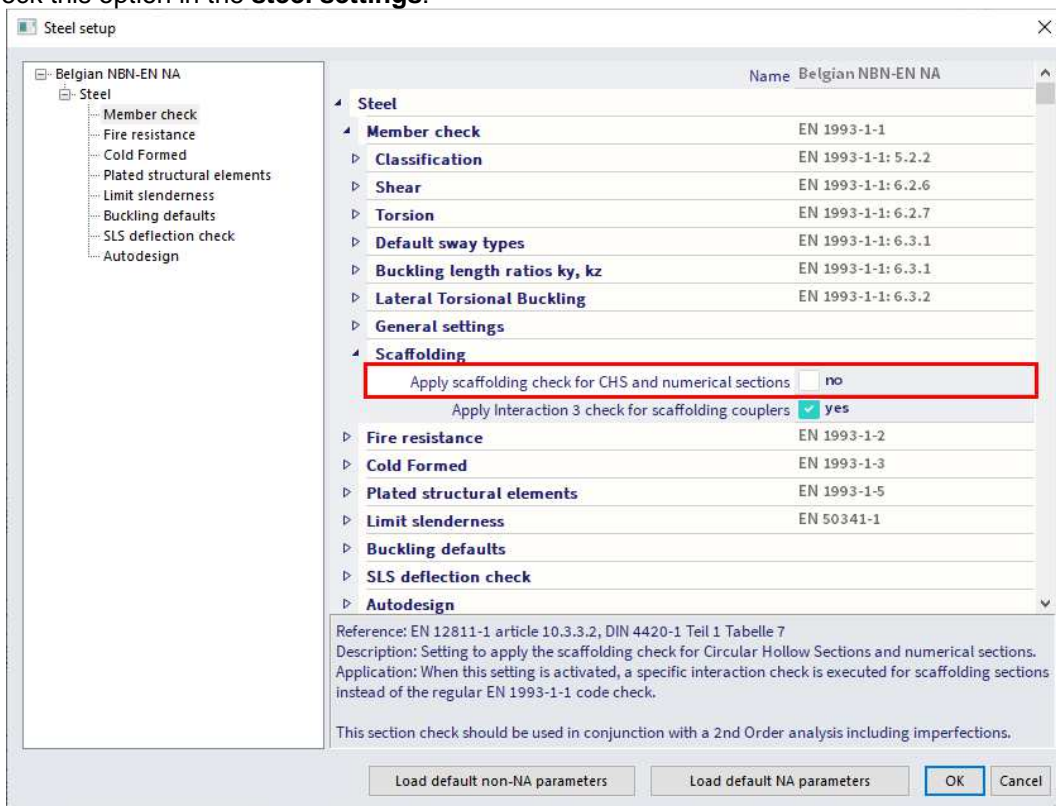 ck this option in the steel settings.
Steel setup
Belgian NBN-EN NA
Steel
Member check
Fire resistance
Cold Formed
Plated structural elements
Limit slenderness
Buckling defaults
SLS deflection check
Autodesign
Name Belgian NBN-EN NA
Steel
Member check EN 1993-1-1
Classification EN 1993-1-1: 5.2.2
Shear EN 1993-1-1: 6.2.6
Torsion EN 1993-1-1: 6.2.7
Default sway types EN 1993-1-1: 6.3.1
Buckling length ratios ky, kz EN 1993-1-1: 6.3.1
Lateral Torsional Buckling EN 1993-1-1: 6.3.2
General settings
Scaffolding
Apply scaffolding check for CHS and numerical sections no
Apply Interaction 3 check for scaffolding couplers yes
Fire resistance EN 1993-1-2
Cold Formed EN 1993-1-3
Plated structural elements EN 1993-1-5
Limit slenderness EN 50341-1
Buckling defaults
SLS deflection check
Autodesign
Reference: EN 12811-1 article 10.3.3.2, DIN 4420-1 Teil 1 Tabelle 7
Description: Setting to apply the scaffolding check for Circular Hollow Sections and numerical sections.
Application: When this setting is activated, a specific interaction check is executed for scaffolding sections
instead of the regular EN 1993-1-1 code check.
This section check should be used in conjunction with a 2nd Order analysis including imperfections.
Load default non-NA parameters
Load default NA parameters
OK
Cancel